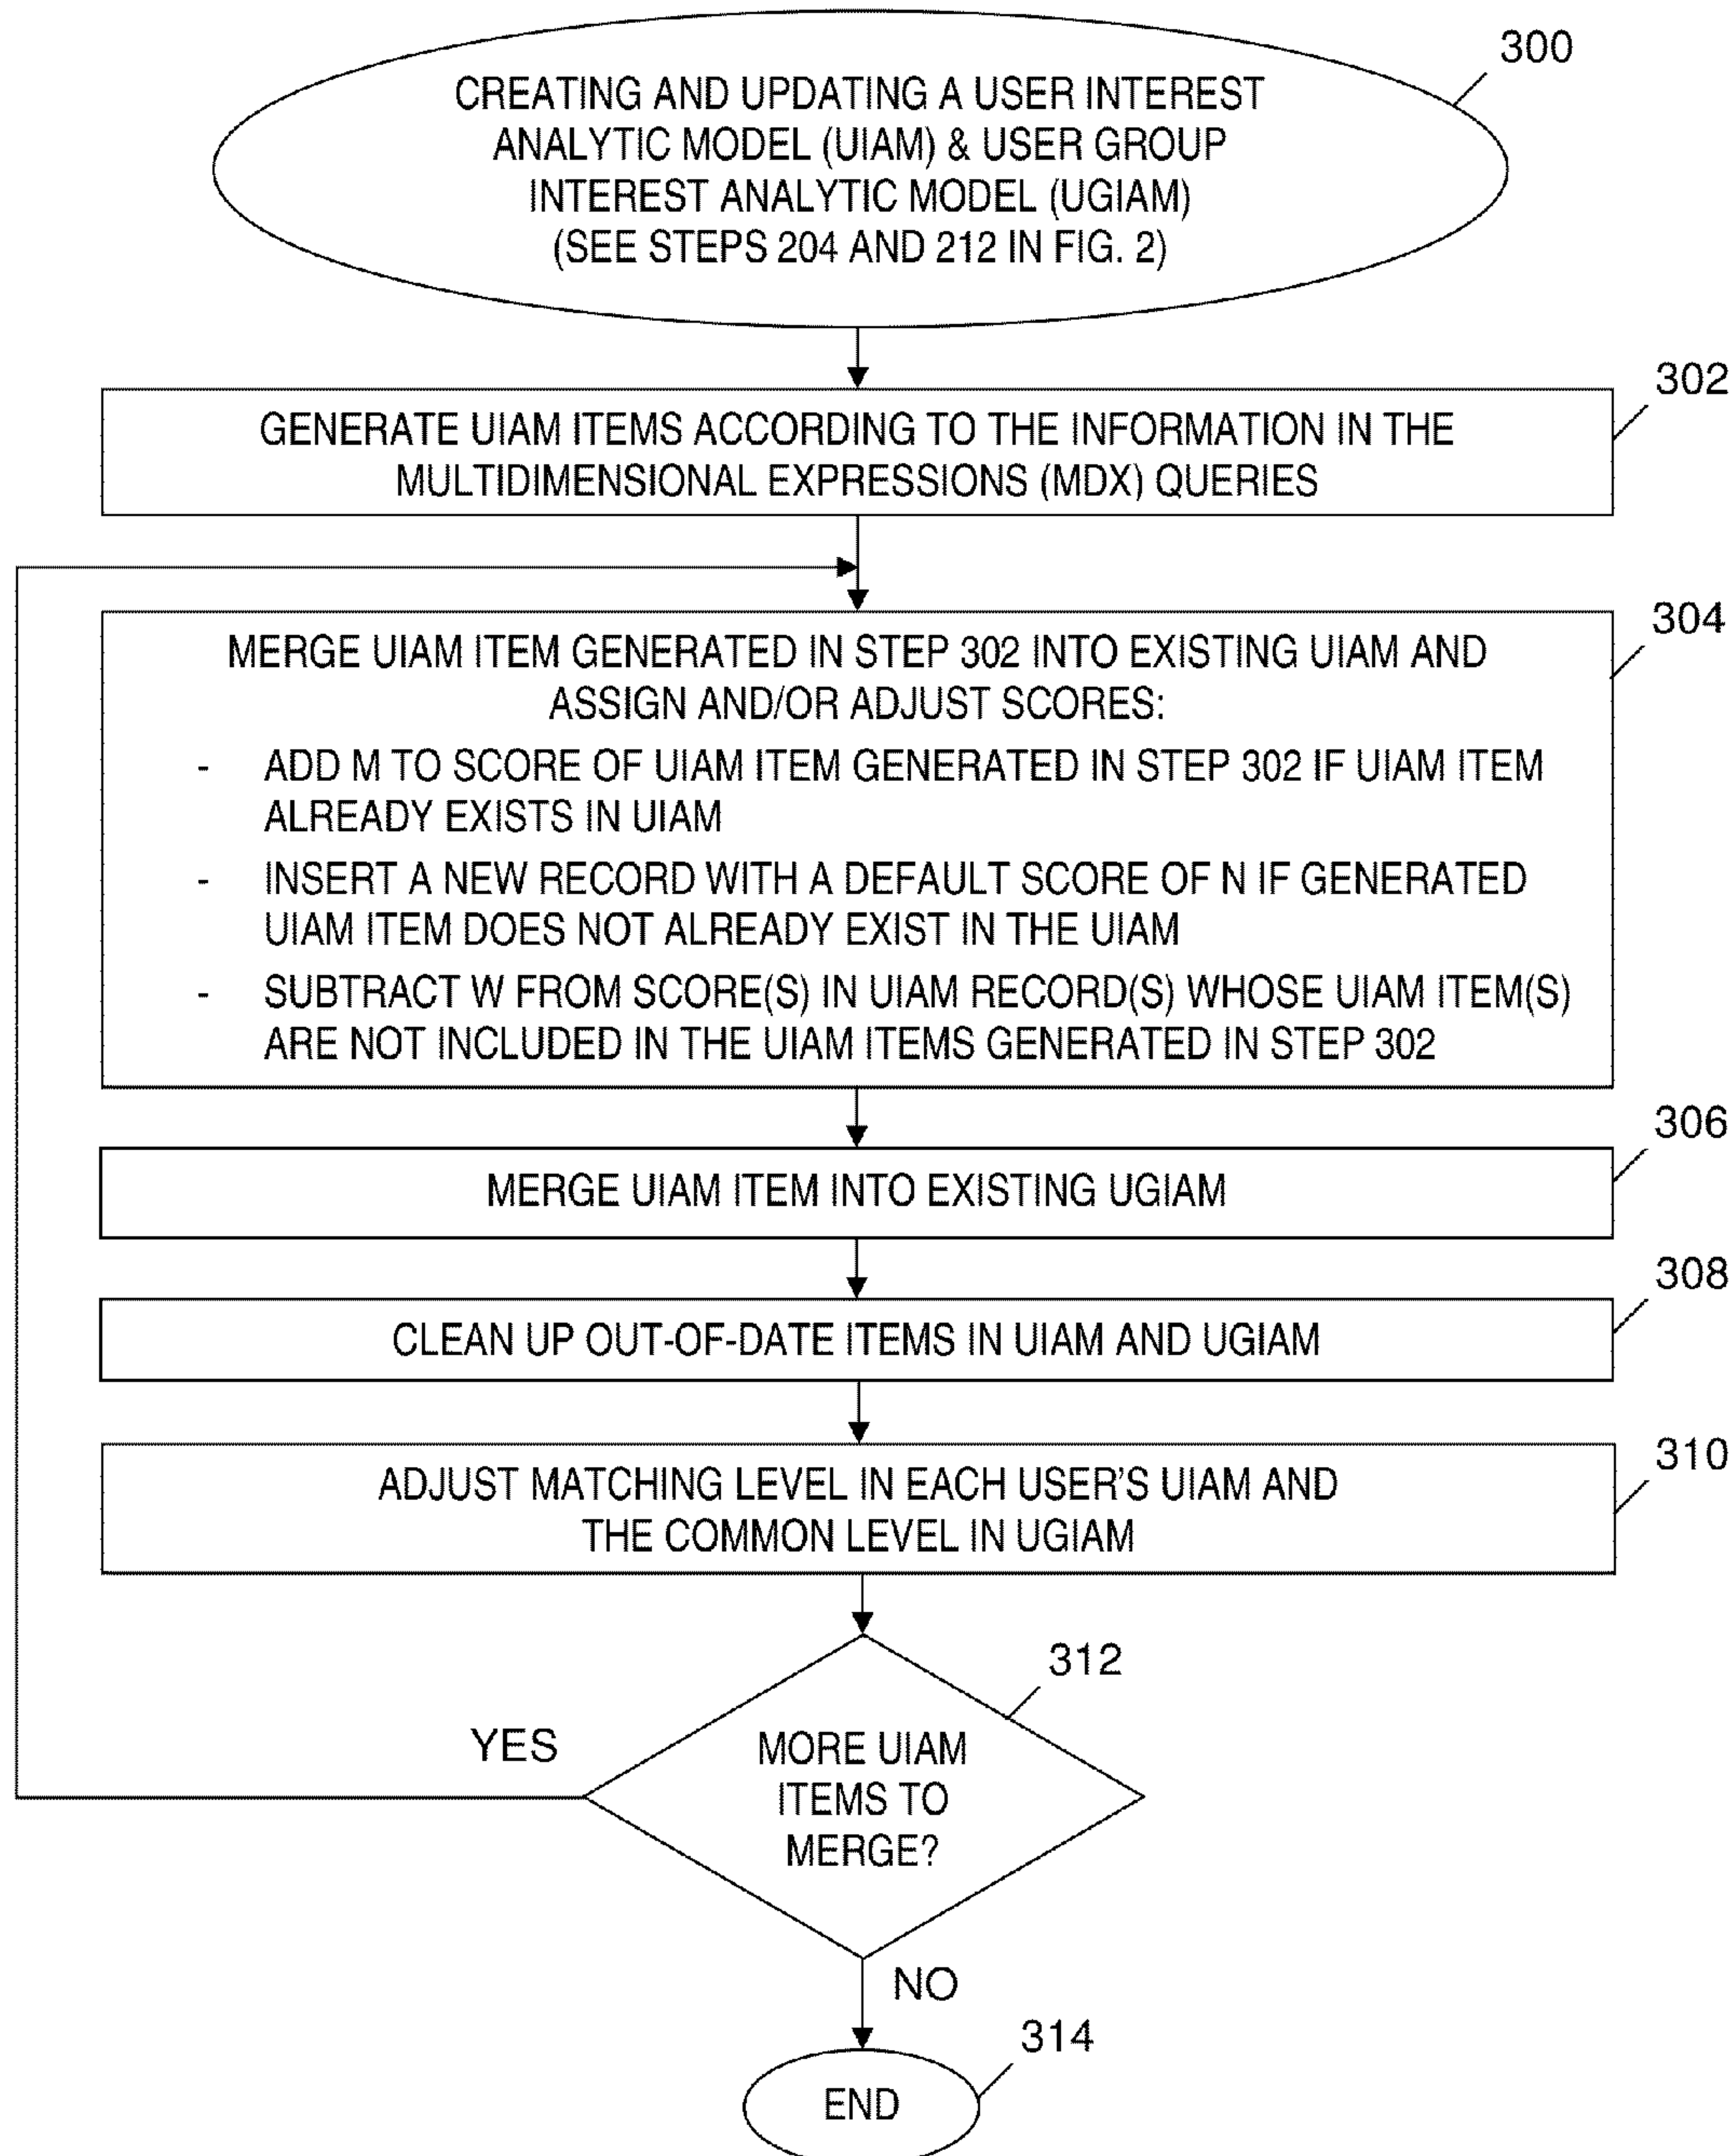 300
CREATING AND UPDATING A USER INTEREST
ANALYTIC MODEL (UIAM) & USER GROUP
INTEREST ANALYTIC MODEL (UGIAM)
(SEE STEPS 204 AND 212 IN FIG. 2)
302
GENERATE UIAM ITEMS ACCORDING TO THE INFORMATION IN THE
MULTIDIMENSIONAL EXPRESSIONS (MDX) QUERIES
304
MERGE UIAM ITEM GENERATED IN STEP 302 INTO EXISTING UIAM AND
ASSIGN AND/OR ADJUST SCORES:
- ADD M TO SCORE OF UIAM ITEM GENERATED IN STEP 302 IF UIAM ITEM
ALREADY EXISTS IN UIAM
- INSERT A NEW RECORD WITH A DEFAULT SCORE OF N IF GENERATED
UIAM ITEM DOES NOT ALREADY EXIST IN THE UIAM
- SUBTRACT W FROM SCORE(S) IN UIAM RECORD(S) WHOSE UIAM ITEM(S)
ARE NOT INCLUDED IN THE UIAM ITEMS GENERATED IN STEP 302
306
MERGE UIAM ITEM INTO EXISTING UGIAM
308
CLEAN UP OUT-OF-DATE ITEMS IN UIAM AND UGIAM
310
ADJUST MATCHING LEVEL IN EACH USER'S UIAM AND
THE COMMON LEVEL IN UGIAM
312
YES
MORE UIAM
ITEMS TO
MERGE?
NO
314
END